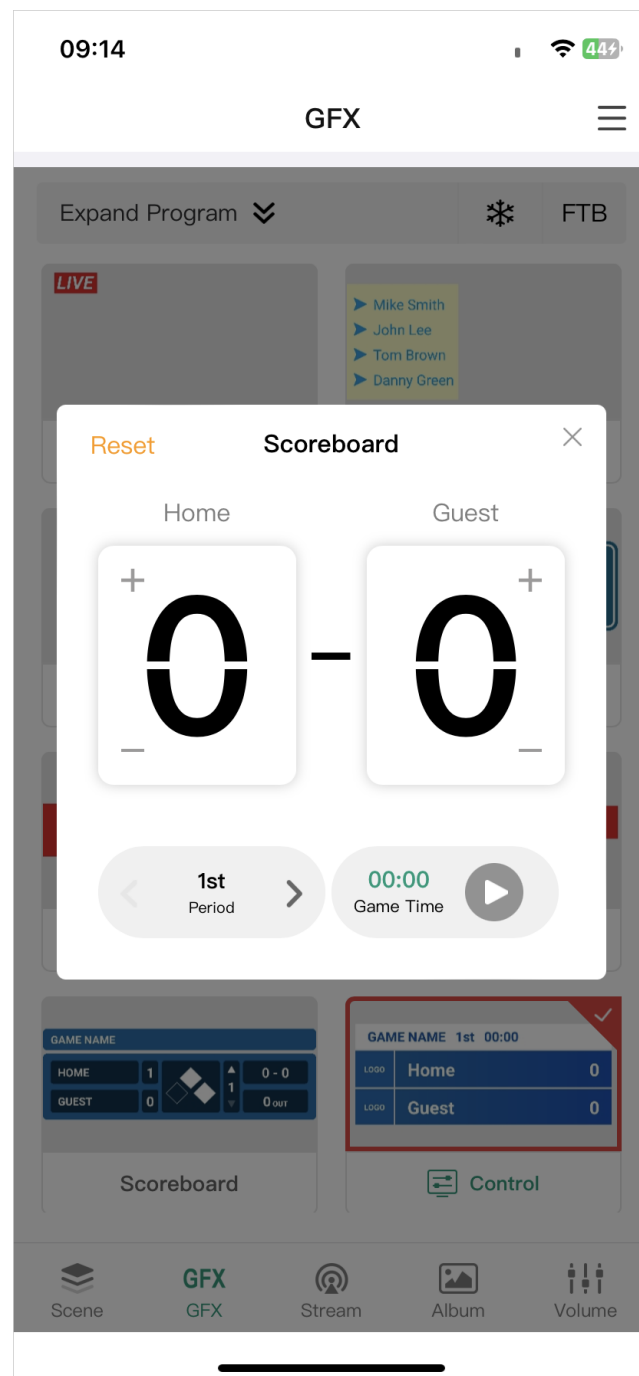 09:14
44
GFX
Expand Program
FTB
LIVE
Mike Smith
John Lee
Tom Brown
Danny Green
Reset
Scoreboard
Home
Guest
+
+
0 - 0
–
–
1st
Period
00:00
Game Time
GAME NAME
HOME 1
GUEST 0
1
0 - 0
0 OUT
Scoreboard
GAME NAME 1st 00:00
LOGO Home 0
LOGO Guest 0
Control
Scene
GFX
GFX
Stream
Album
Volume